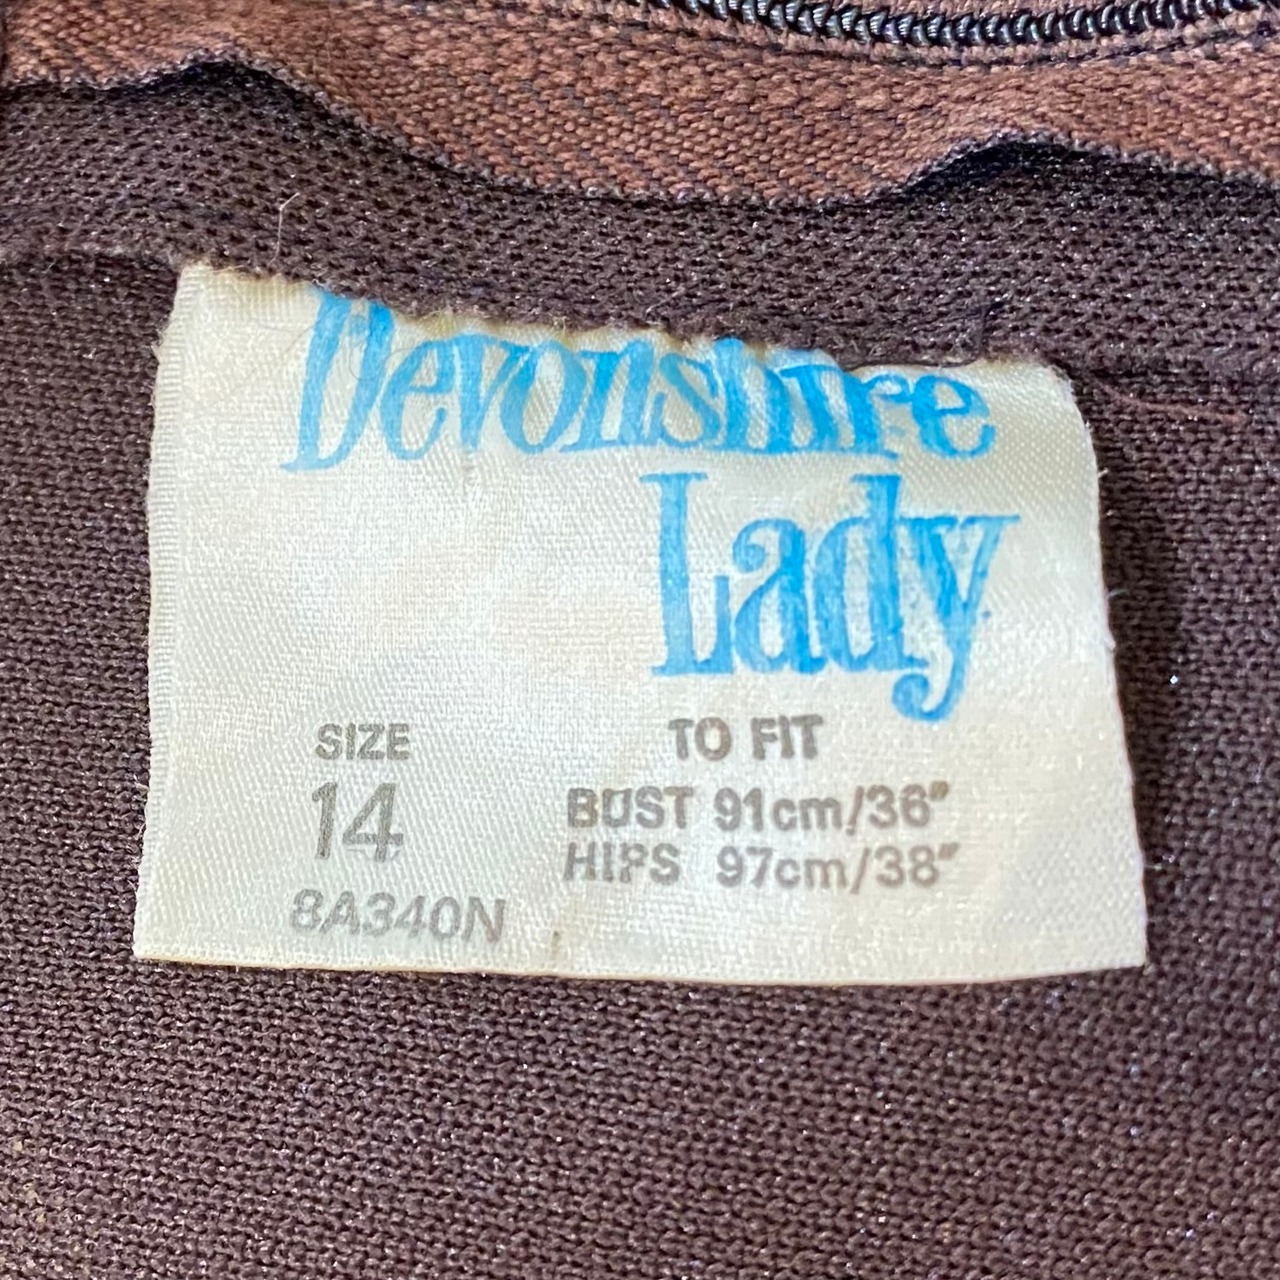 Devonshire
Lady
SIZE
14
8A340N
TO FIT
BUST 91cm/36"
HIPS 97cm/38"